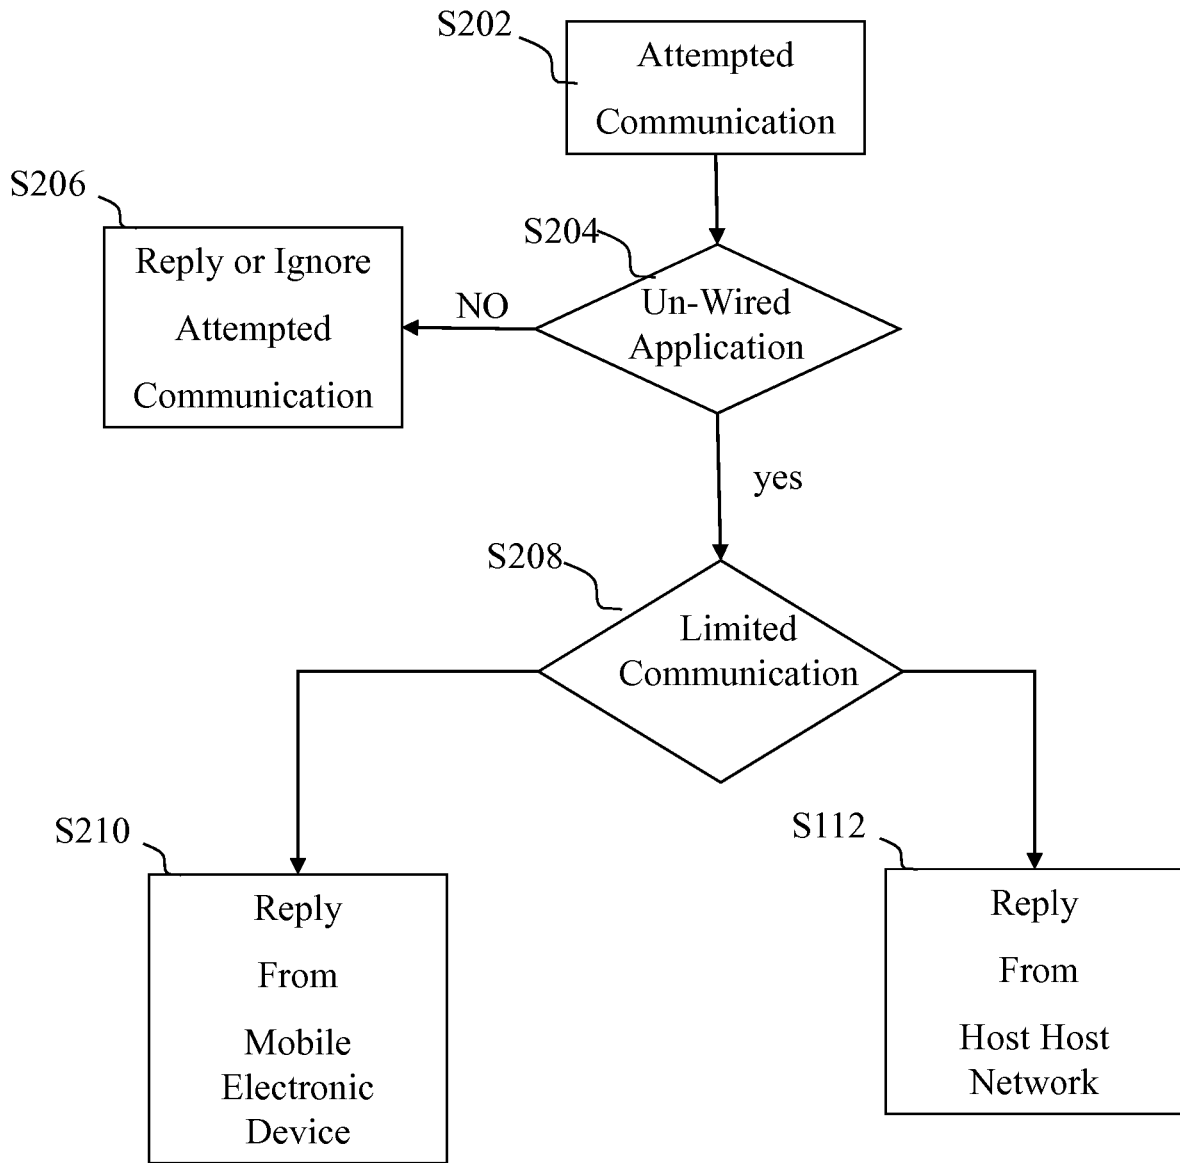 S202
Attempted
Communication
S206
Reply or Ignore
Attempted
Communication
NO
S204
Un-Wired
Application
yes
S208
Limited
Communication
S210
Reply
From
Mobile
Electronic
Device
S112
Reply
From
Host Host
Network